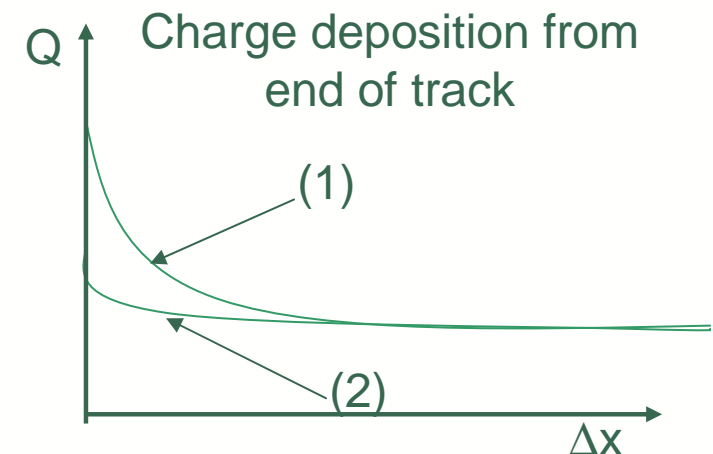 Q
Charge deposition from
end of track
(1)
(2)
Δx